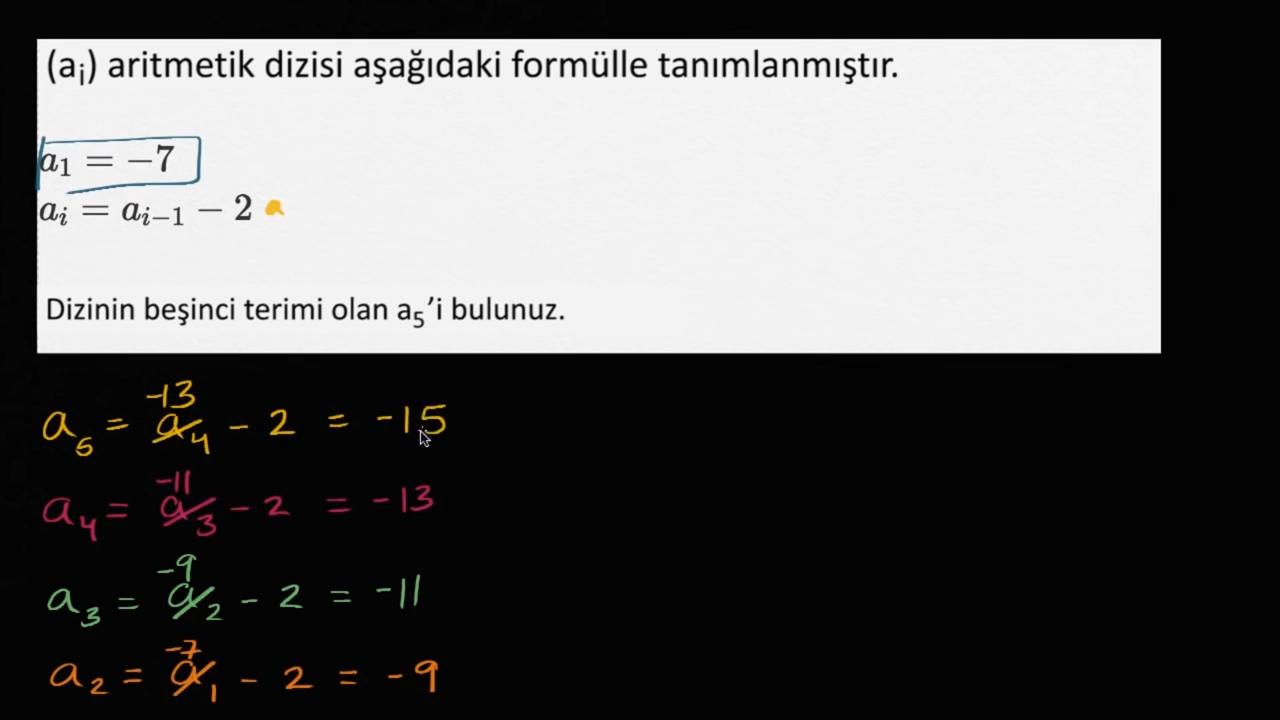 (aᵢ) aritmetik dizisi aşağıdaki formülle tanımlanmıştır.
a₁ = −7
aᵢ = aᵢ₋₁ − 2 a
Dizinin beşinci terimi olan a₅'i bulunuz.
-13
a₅ = a₄ - 2 = -15
-11
a₄ = a₃ - 2 = -13
-9
a₃ = a₂ - 2 = -11
-7
a₂ = a₁ - 2 = -9